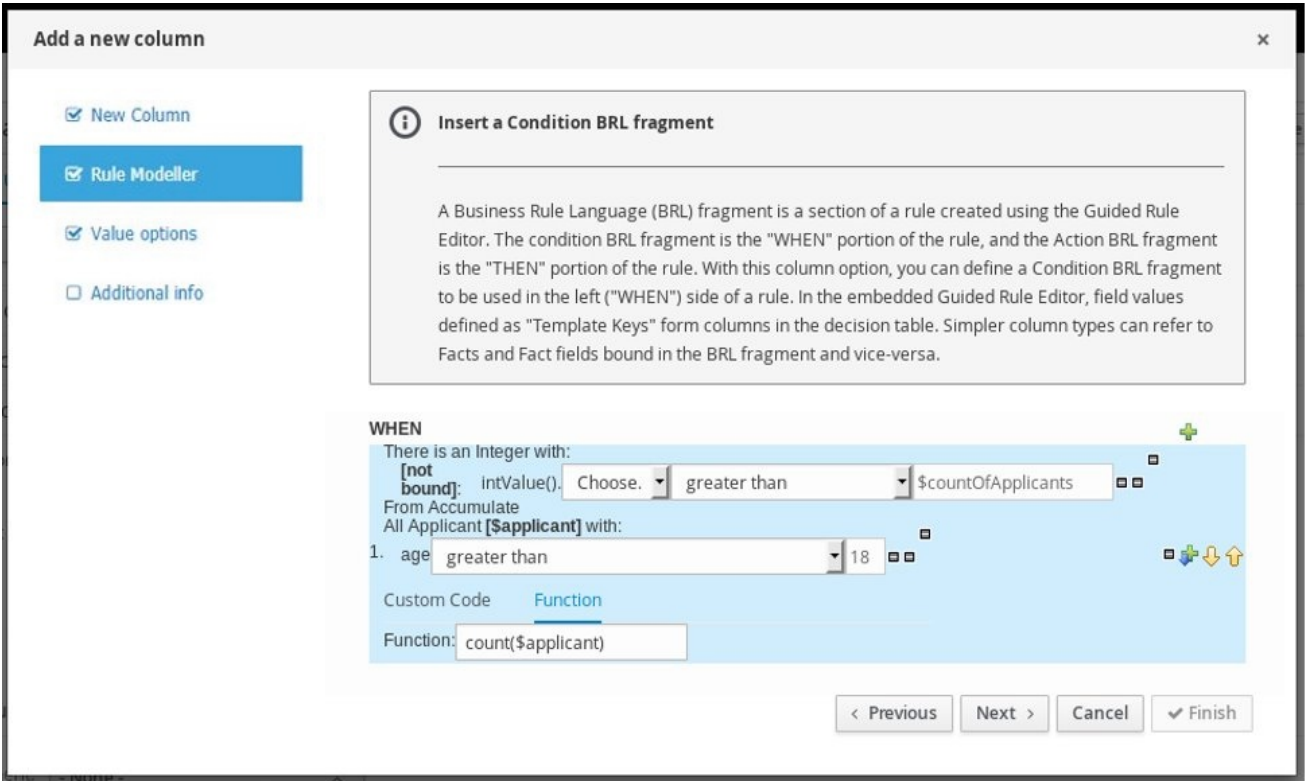 Add a new column
×
New Column
Rule Modeller
Value options
Additional info
Insert a Condition BRL fragment
A Business Rule Language (BRL) fragment is a section of a rule created using the Guided Rule
Editor. The condition BRL fragment is the "WHEN" portion of the rule, and the Action BRL fragment
is the "THEN" portion of the rule. With this column option, you can define a Condition BRL fragment
to be used in the left ("WHEN") side of a rule. In the embedded Guided Rule Editor, field values
defined as "Template Keys" form columns in the decision table. Simpler column types can refer to
Facts and Fact fields bound in the BRL fragment and vice-versa.
WHEN
There is an Integer with:
[not
bound]: intValue(). Choose. greater than $countOfApplicants
From Accumulate
All Applicant [$applicant] with:
1. age greater than 18
Custom Code Function
Function: count($applicant)
< Previous Next > Cancel ✔ Finish